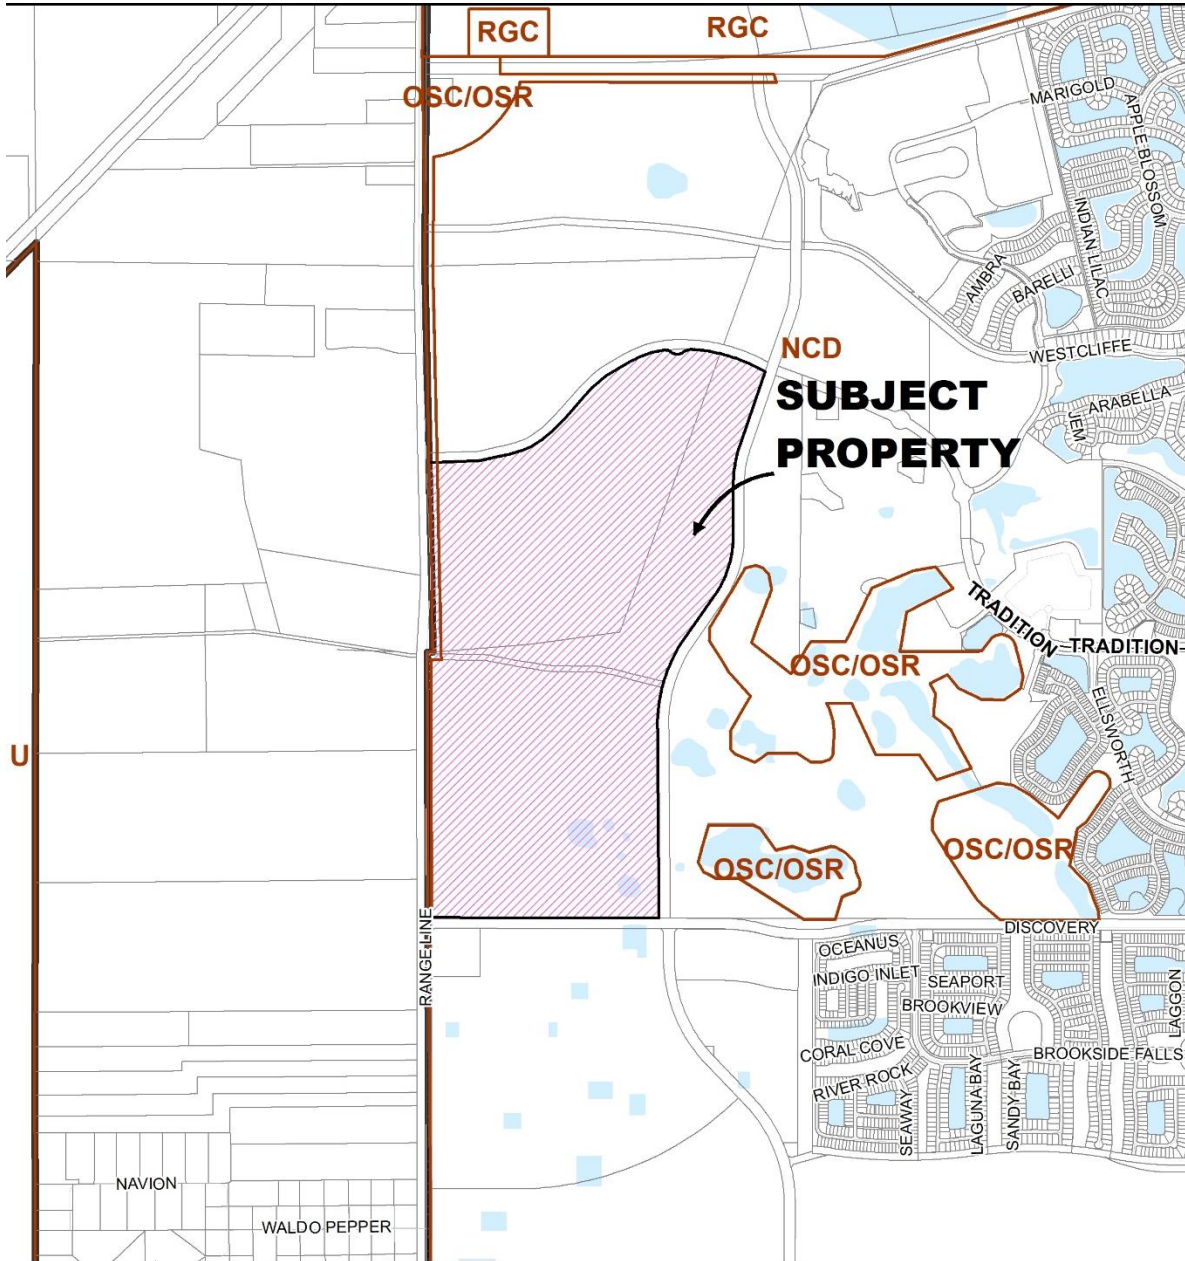 RGC
RGC
OSC/OSR
MARIGOLD
APPLE BLOSSOM
INDIAN LILAC
AMBRA
BARELLI
WESTCLIFFE
NCD
SUBJECT
PROPERTY
ARABELLA
JEM
TRADITION
TRADITION
OSC/OSR
ELLSWORTH
U
OSC/OSR
OSC/OSR
RANGE LINE
DISCOVERY
OCEANUS
INDIGO INLET
SEAPORT
BROOKVIEW
LAGGON
CORAL COVE
BROOKSIDE FALLS
RIVER ROCK
SEAWAY
LAGUNA BAY
SANDY BAY
NAVION
WALDO PEPPER